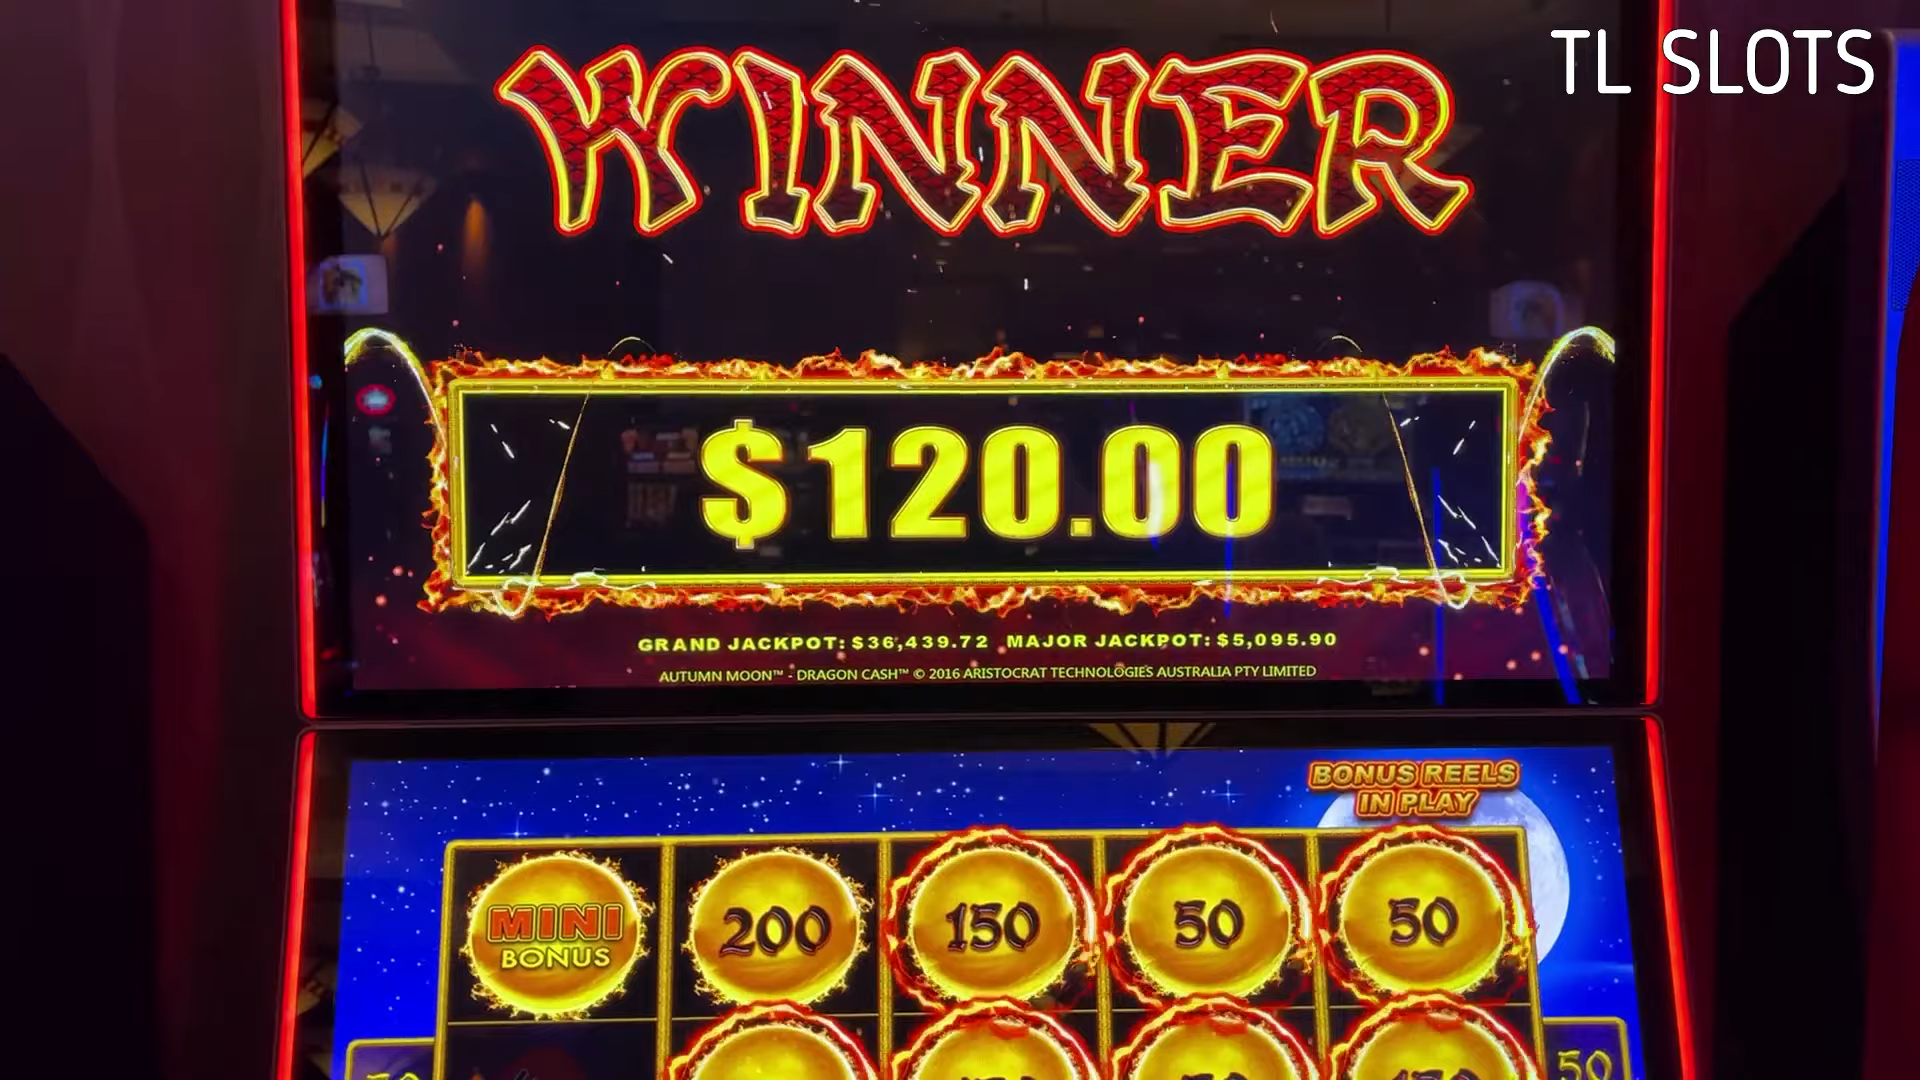 TL SLOTS
WINNER
$120.00
GRAND JACKPOT: $36,439.72 MAJOR JACKPOT: $5,095.90
AUTUMN MOON™ - DRAGON CASH™ © 2016 ARISTOCRAT TECHNOLOGIES AUSTRALIA PTY LIMITED
BONUS REELS
IN PLAY
MINI
BONUS
200
150
50
50
50